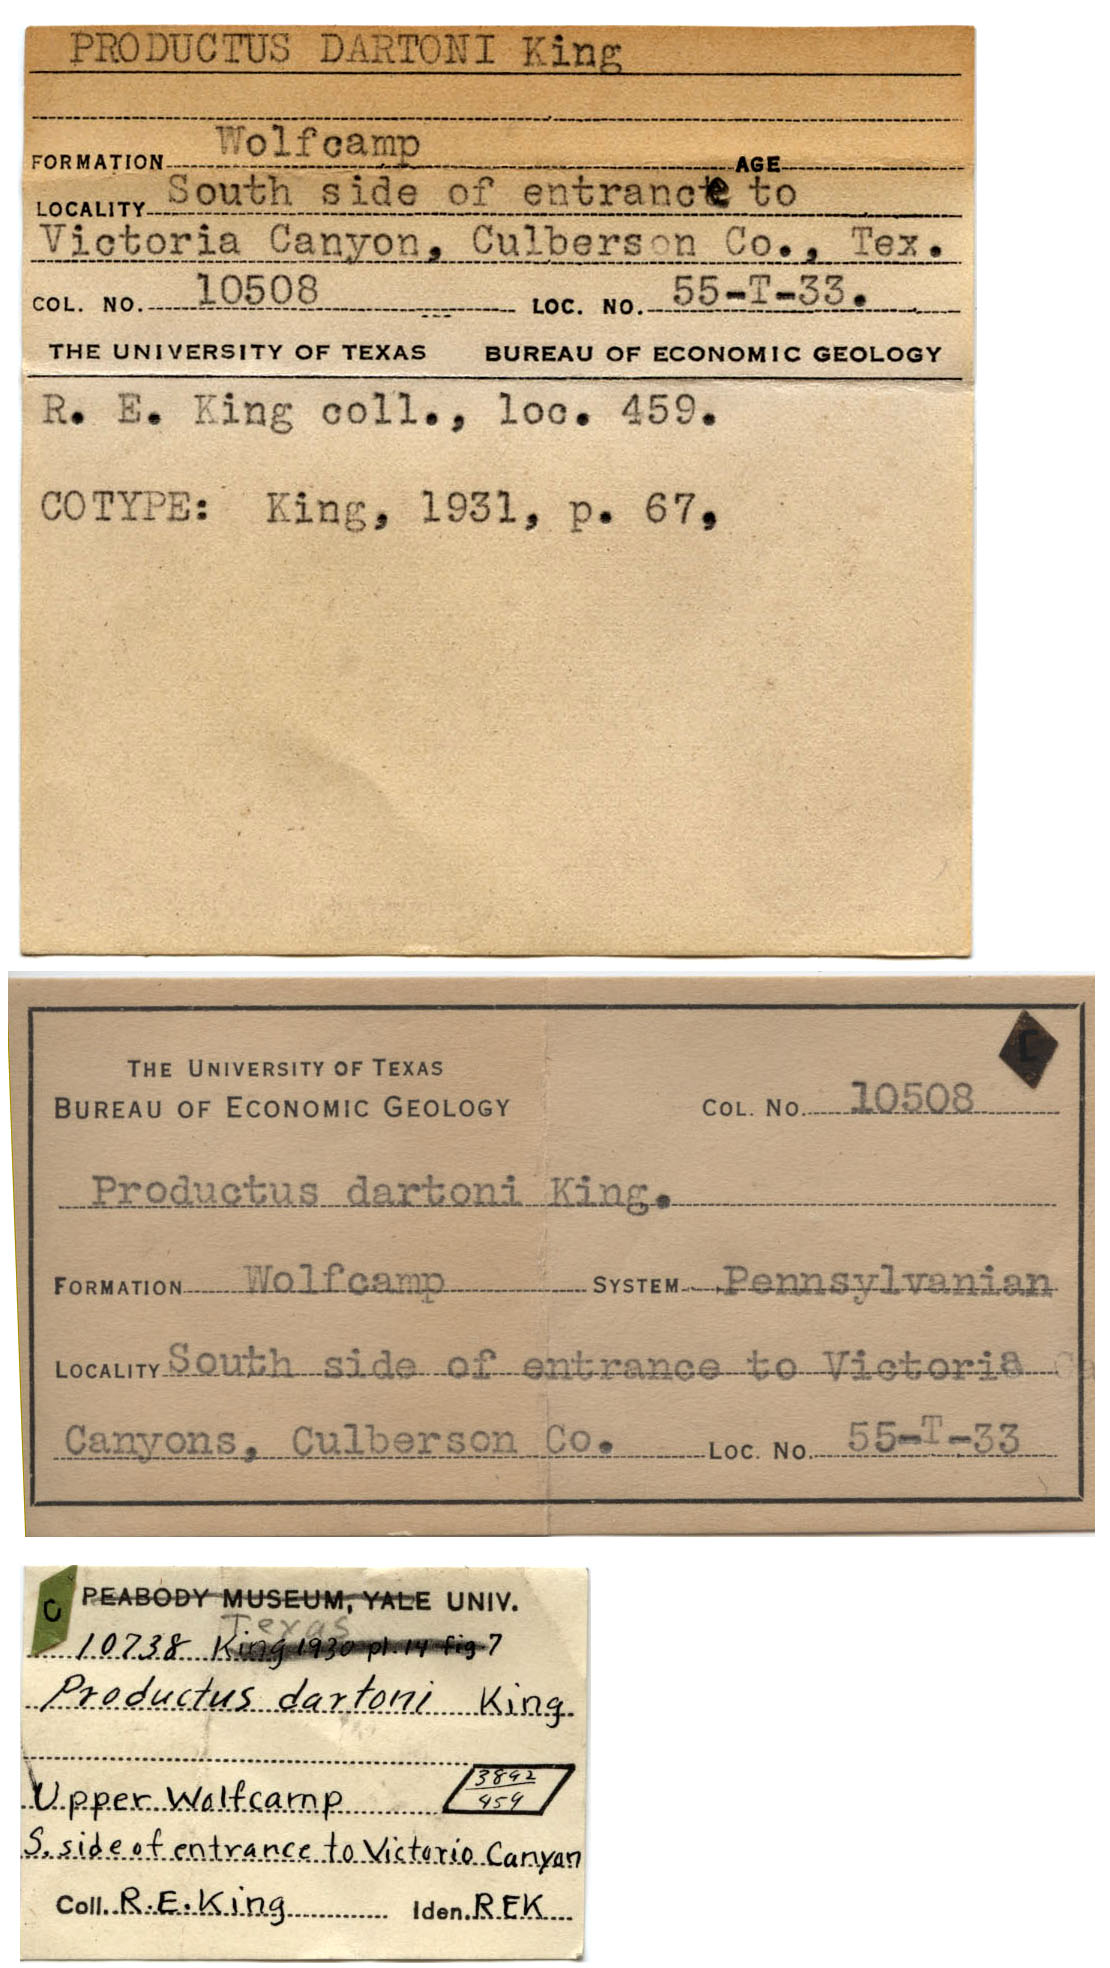 PRODUCTUS DARTONI King
FORMATION Wolfcamp AGE
LOCALITY South side of entrance to
Victoria Canyon, Culberson Co., Tex.
COL. NO. 10508 LOC. NO. 55-T-33.
THE UNIVERSITY OF TEXAS BUREAU OF ECONOMIC GEOLOGY
R. E. King coll., loc. 459.
COTYPE: King, 1931, p. 67,
C
THE UNIVERSITY OF TEXAS
BUREAU OF ECONOMIC GEOLOGY COL. NO. 10508
Productus dartoni King.
FORMATION Wolfcamp SYSTEM Pennsylvanian
LOCALITY South side of entrance to Victoria Ca
Canyons, Culberson Co. LOC. NO. 55-T-33
C PEABODY MUSEUM, YALE UNIV.
Texas
10738 King 1930 pl. 14 fig 7
Productus dartoni King.
Upper Wolfcamp 3892
459
S. side of entrance to Victorio Canyon
Coll. R.E. King Iden. REK